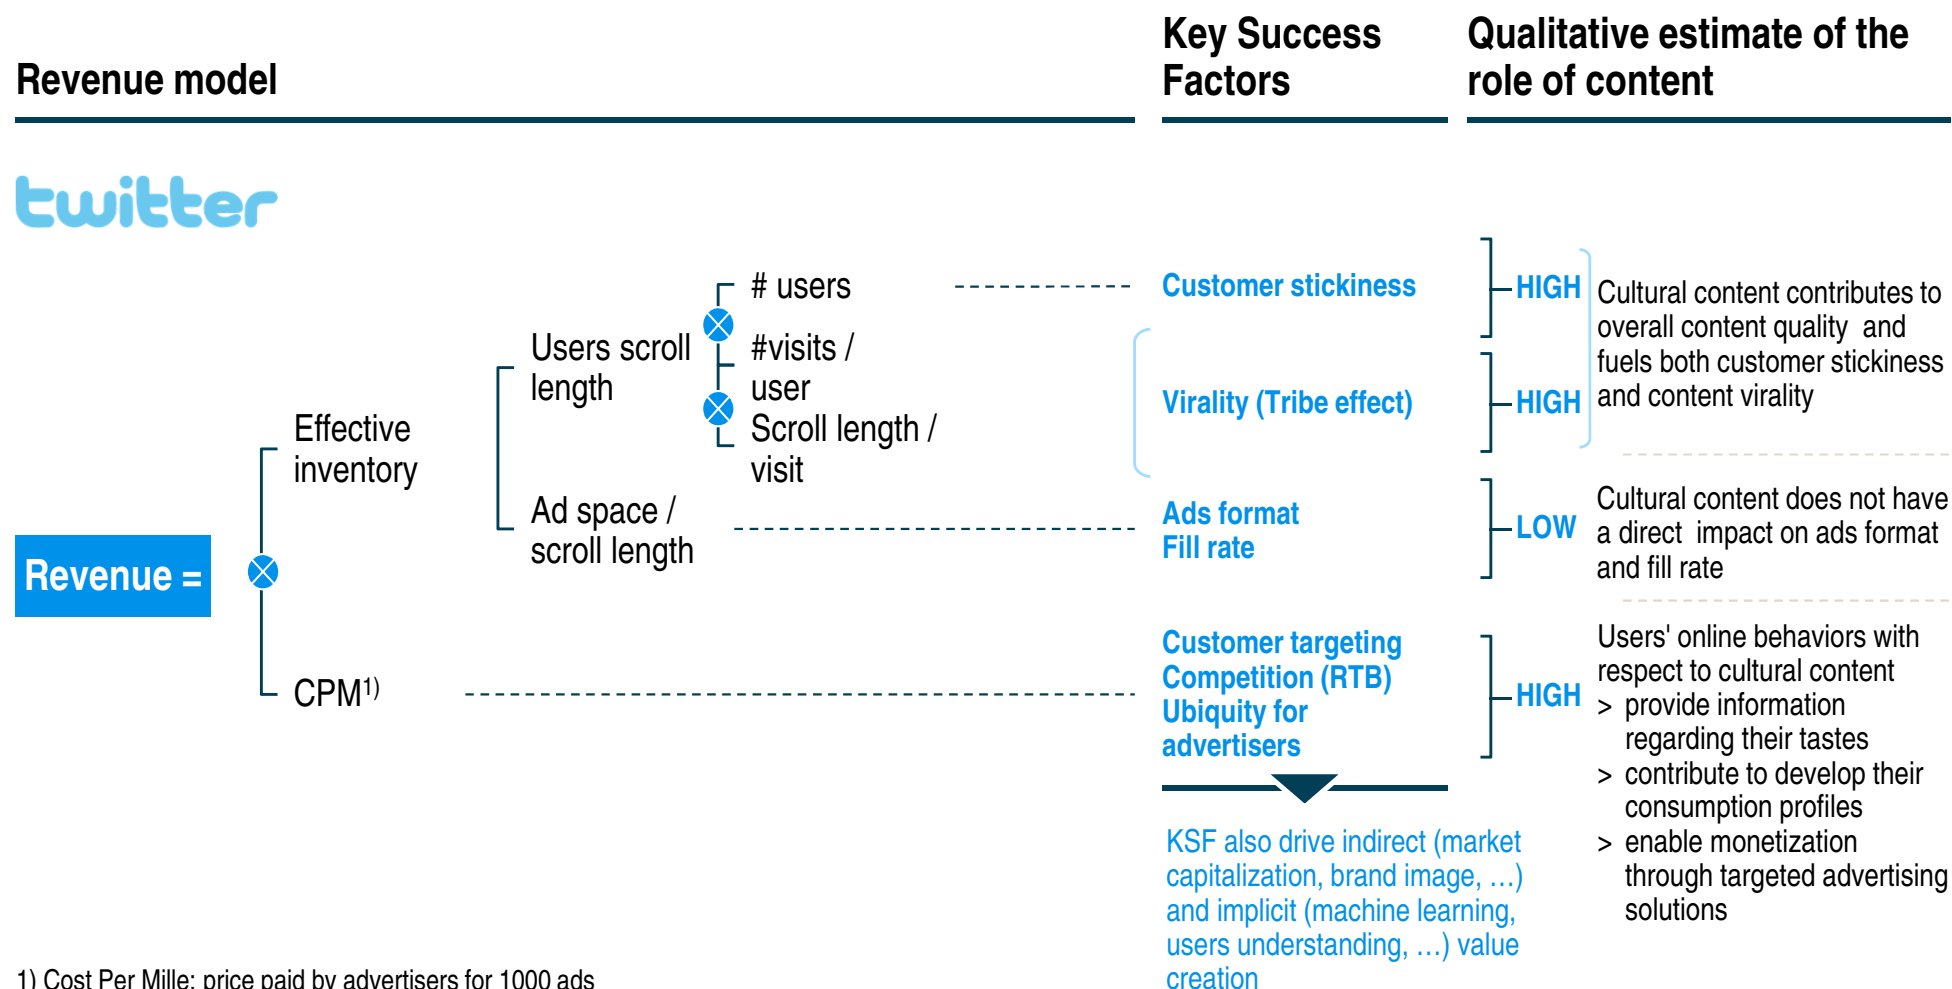 Revenue model
Key Success
Factors
Qualitative estimate of the
role of content
twitter
Revenue =
Effective
inventory
CPM1)
Users scroll
length
Ad space /
scroll length
# users
#visits /
user
Scroll length /
visit
Customer stickiness
Virality (Tribe effect)
Ads format
Fill rate
Customer targeting
Competition (RTB)
Ubiquity for
advertisers
KSF also drive indirect (market
capitalization, brand image, …)
and implicit (machine learning,
users understanding, …) value
creation
HIGH
HIGH
Cultural content contributes to
overall content quality and
fuels both customer stickiness
and content virality
LOW
Cultural content does not have
a direct impact on ads format
and fill rate
HIGH
Users' online behaviors with
respect to cultural content
> provide information
regarding their tastes
> contribute to develop their
consumption profiles
> enable monetization
through targeted advertising
solutions
1) Cost Per Mille: price paid by advertisers for 1000 ads